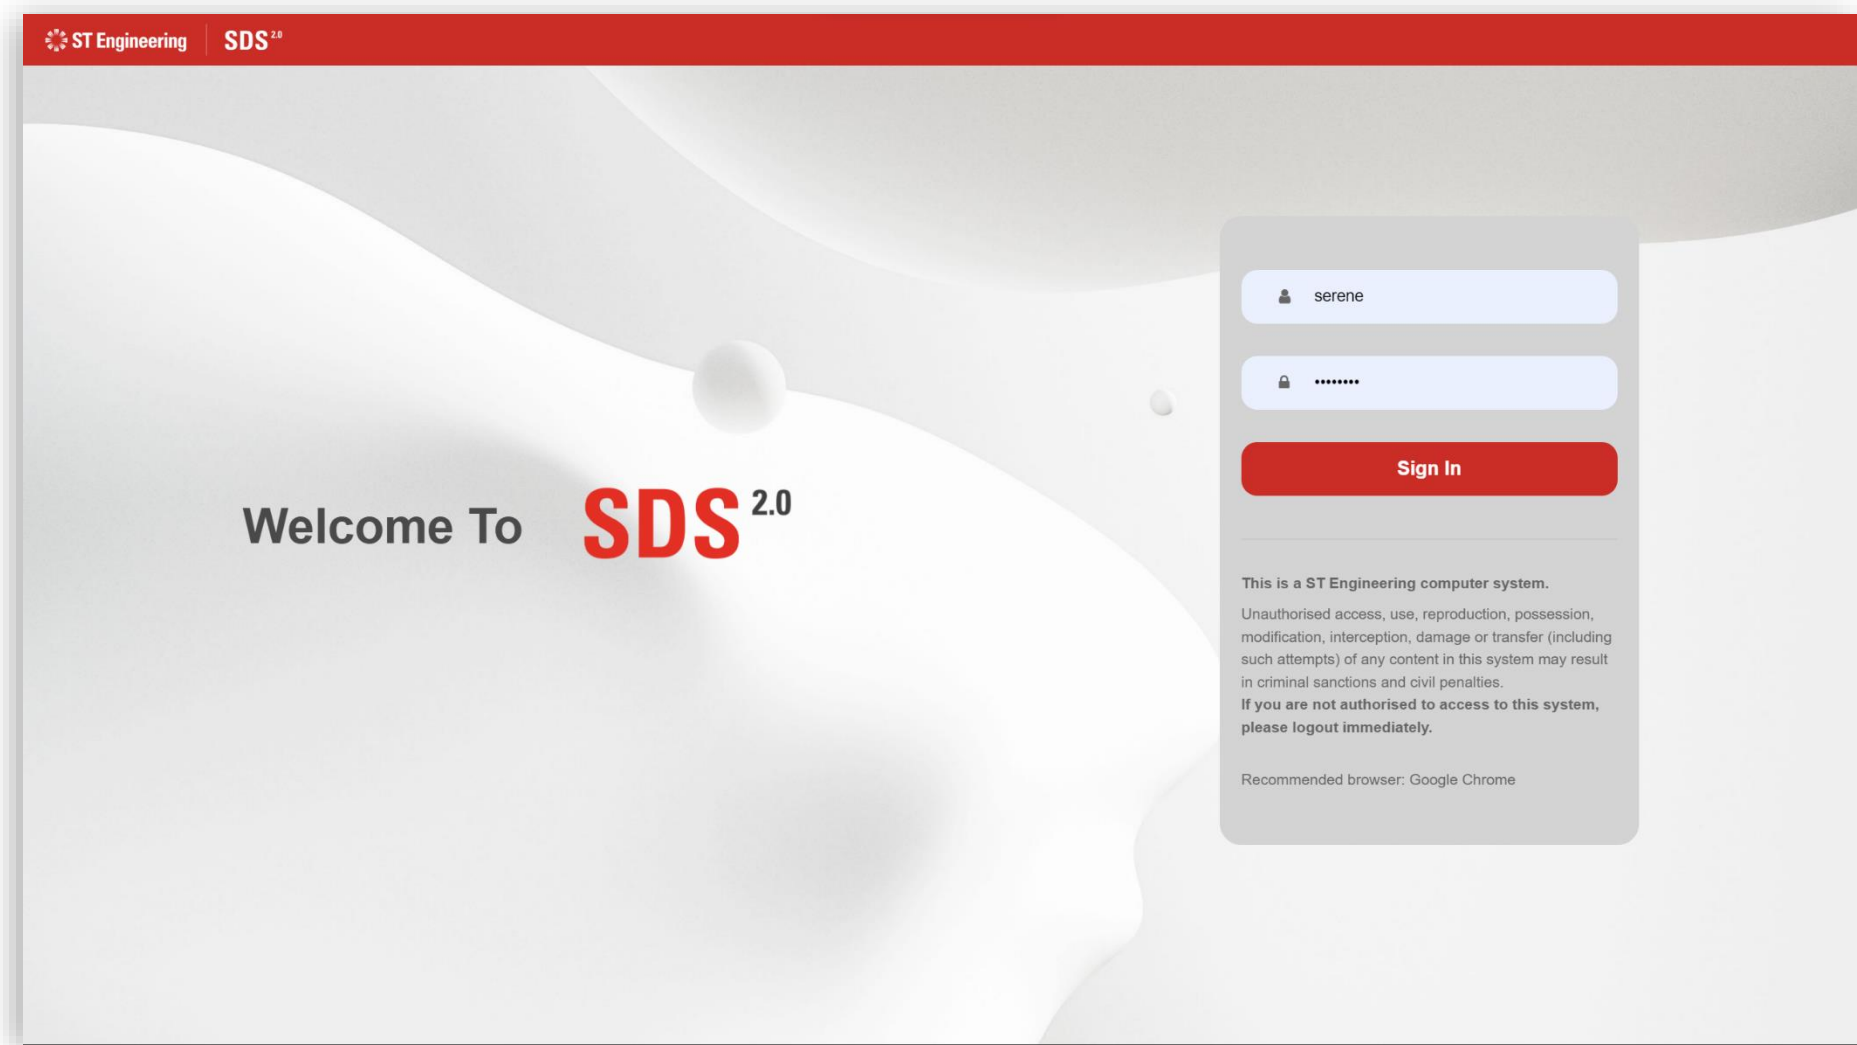 ST Engineering SDS 2.0
serene
••••••••
Sign In
Welcome To SDS 2.0
This is a ST Engineering computer system.
Unauthorised access, use, reproduction, possession,
modification, interception, damage or transfer (including
such attempts) of any content in this system may result
in criminal sanctions and civil penalties.
If you are not authorised to access to this system,
please logout immediately.
Recommended browser: Google Chrome